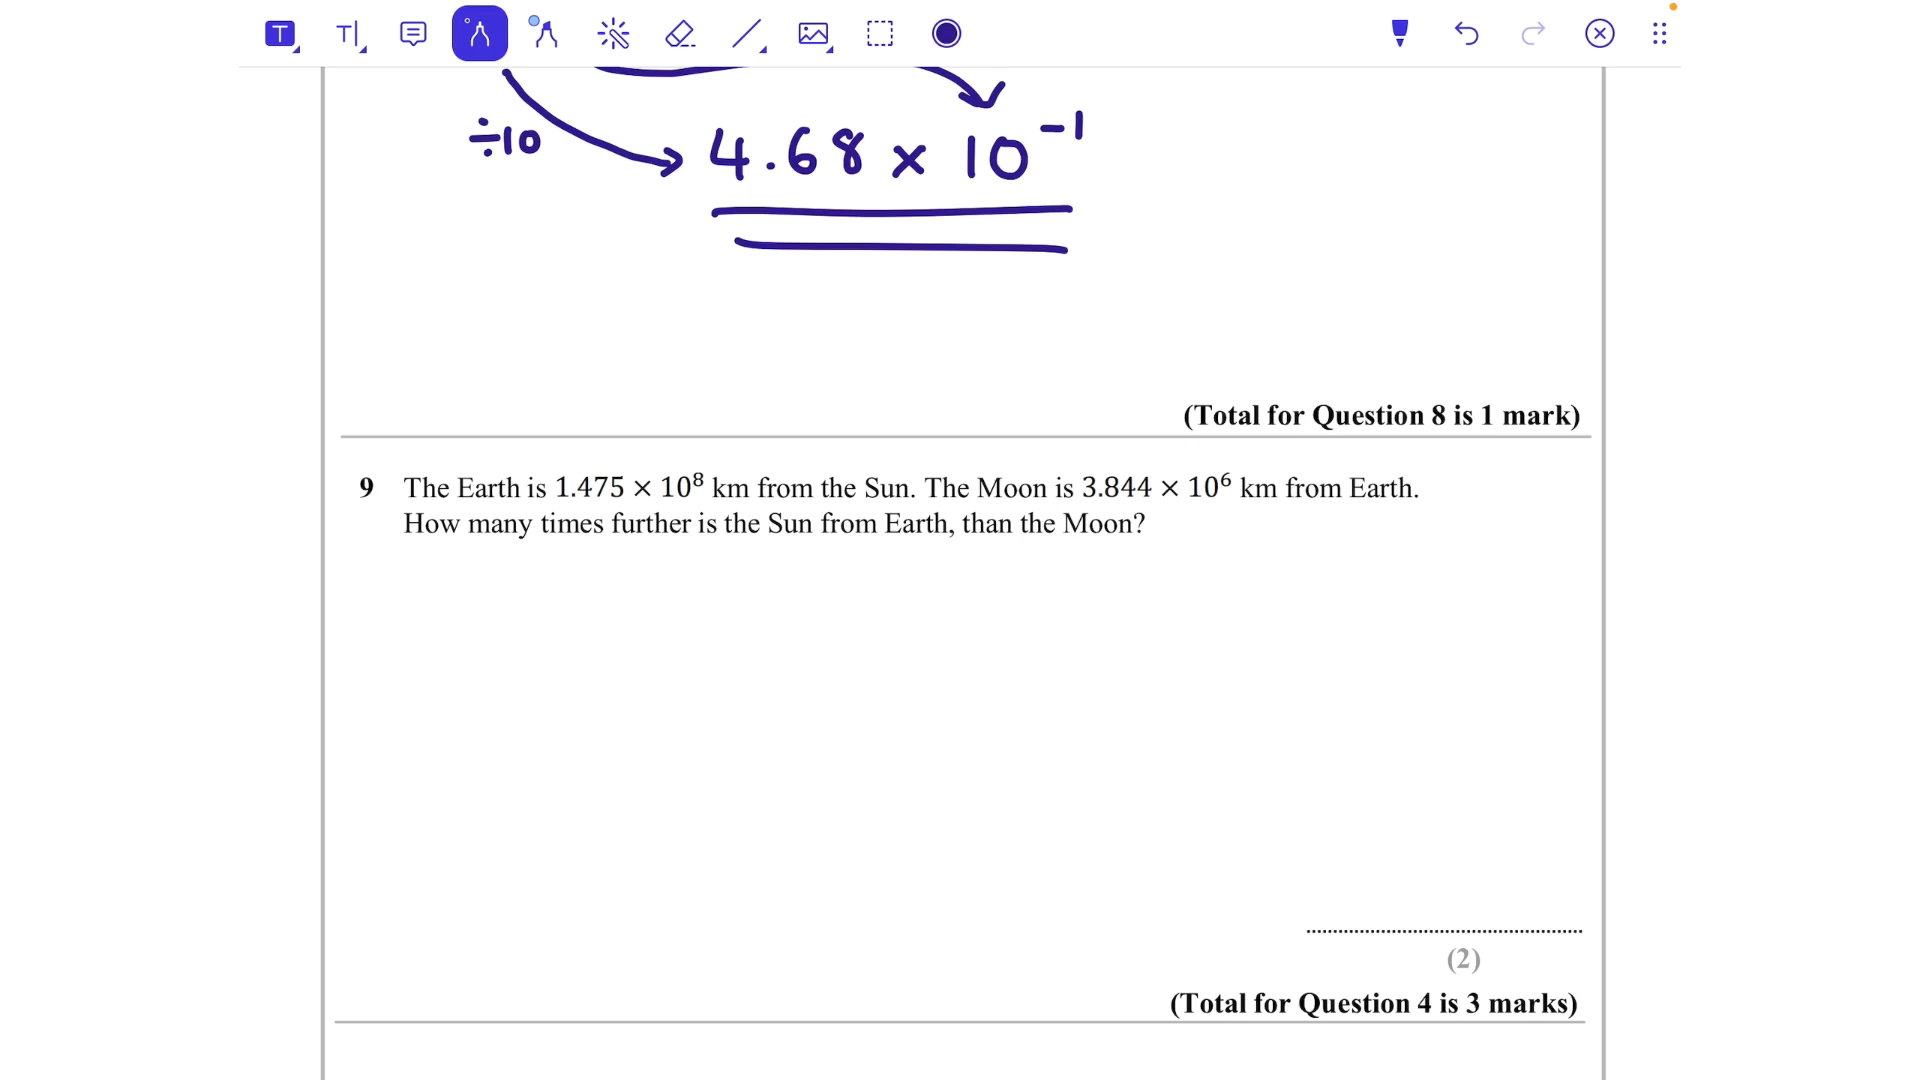 T T|
÷10
4.68 × 10⁻¹
(Total for Question 8 is 1 mark)
9 The Earth is 1.475 × 10⁸ km from the Sun. The Moon is 3.844 × 10⁶ km from Earth.
How many times further is the Sun from Earth, than the Moon?
(2)
(Total for Question 4 is 3 marks)